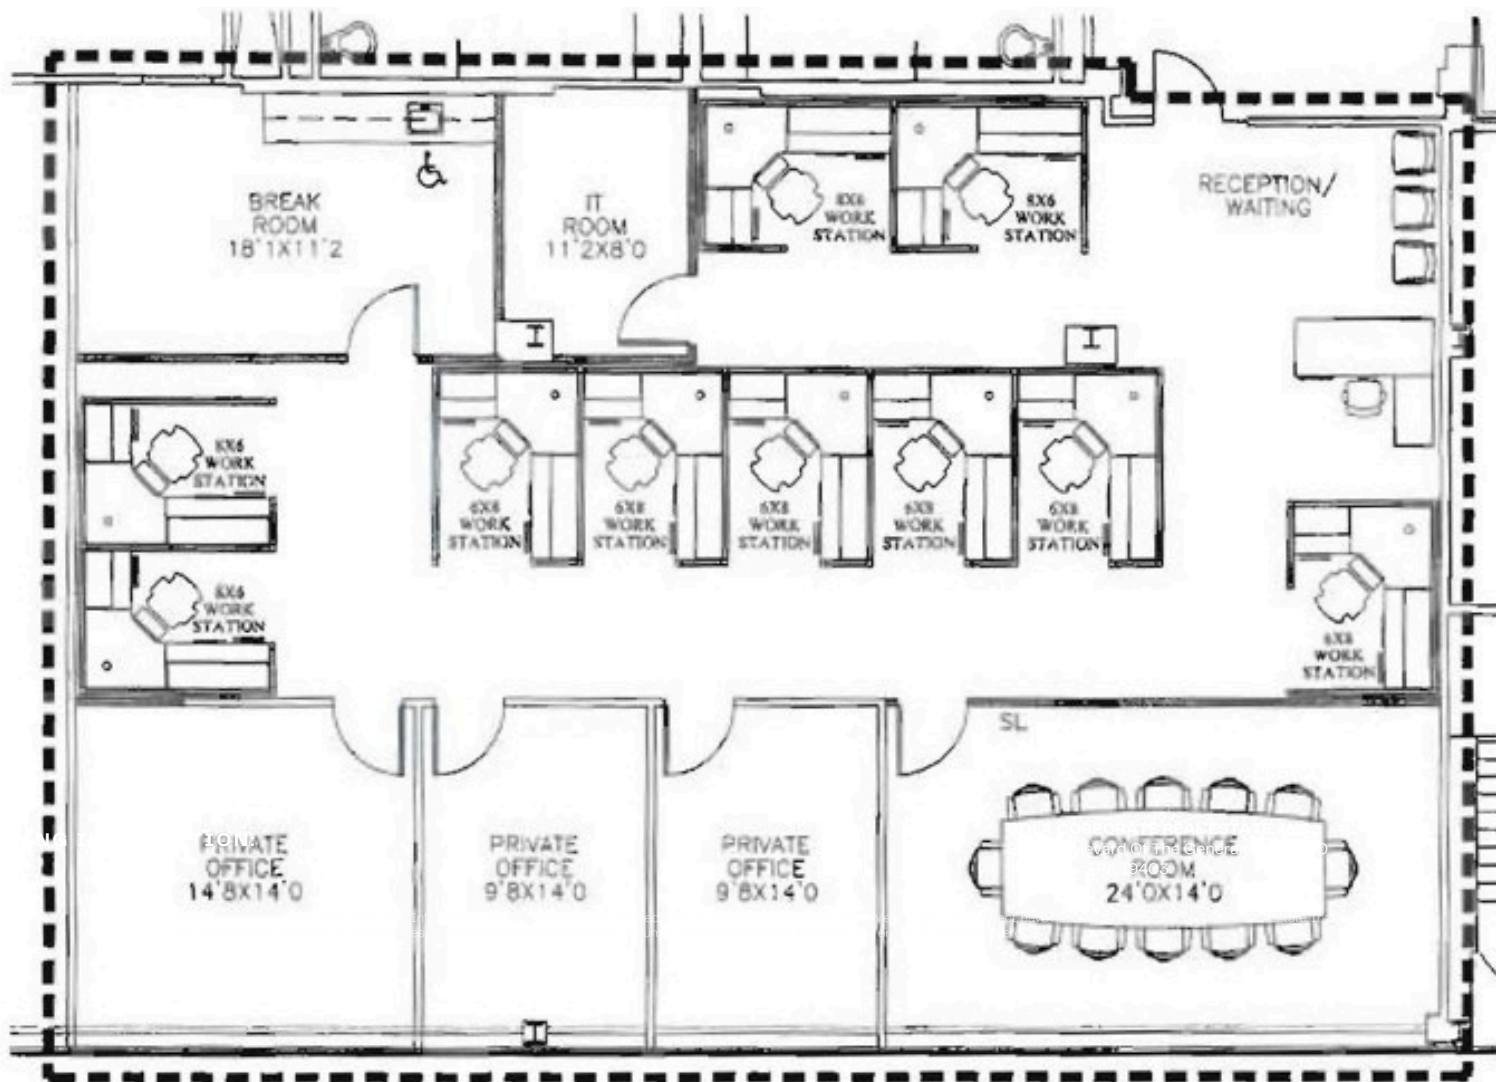 BREAK
ROOM
18'1X11'2
IT
ROOM
11'2X8'0
8X6
WORK
STATION
8X6
WORK
STATION
RECEPTION/
WAITING
8X6
WORK
STATION
6X8
WORK
STATION
6X8
WORK
STATION
6X8
WORK
STATION
6X8
WORK
STATION
6X8
WORK
STATION
8X6
WORK
STATION
6X8
WORK
STATION
SL
PRIVATE
OFFICE
14'8X14'0
PRIVATE
OFFICE
9'8X14'0
PRIVATE
OFFICE
9'8X14'0
CONFERENCE
ROOM
24'0X14'0